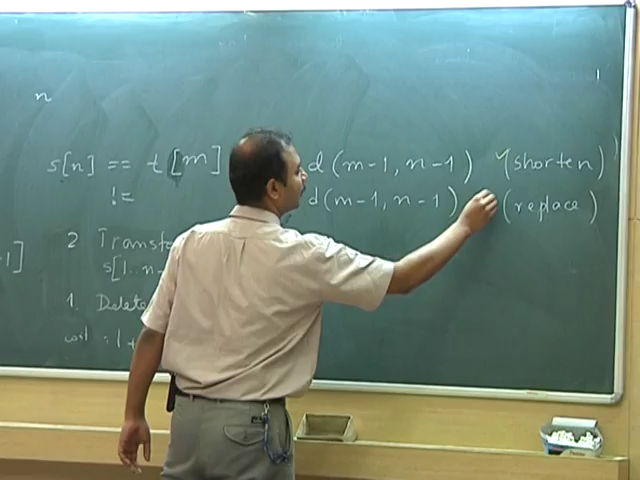 n
s[n] == t[m] d(m-1, n-1) (shorten)
!= d(m-1, n-1) (replace)
-1] 2 Transfo
s[1..n-
1. Delete
cost : 1 +